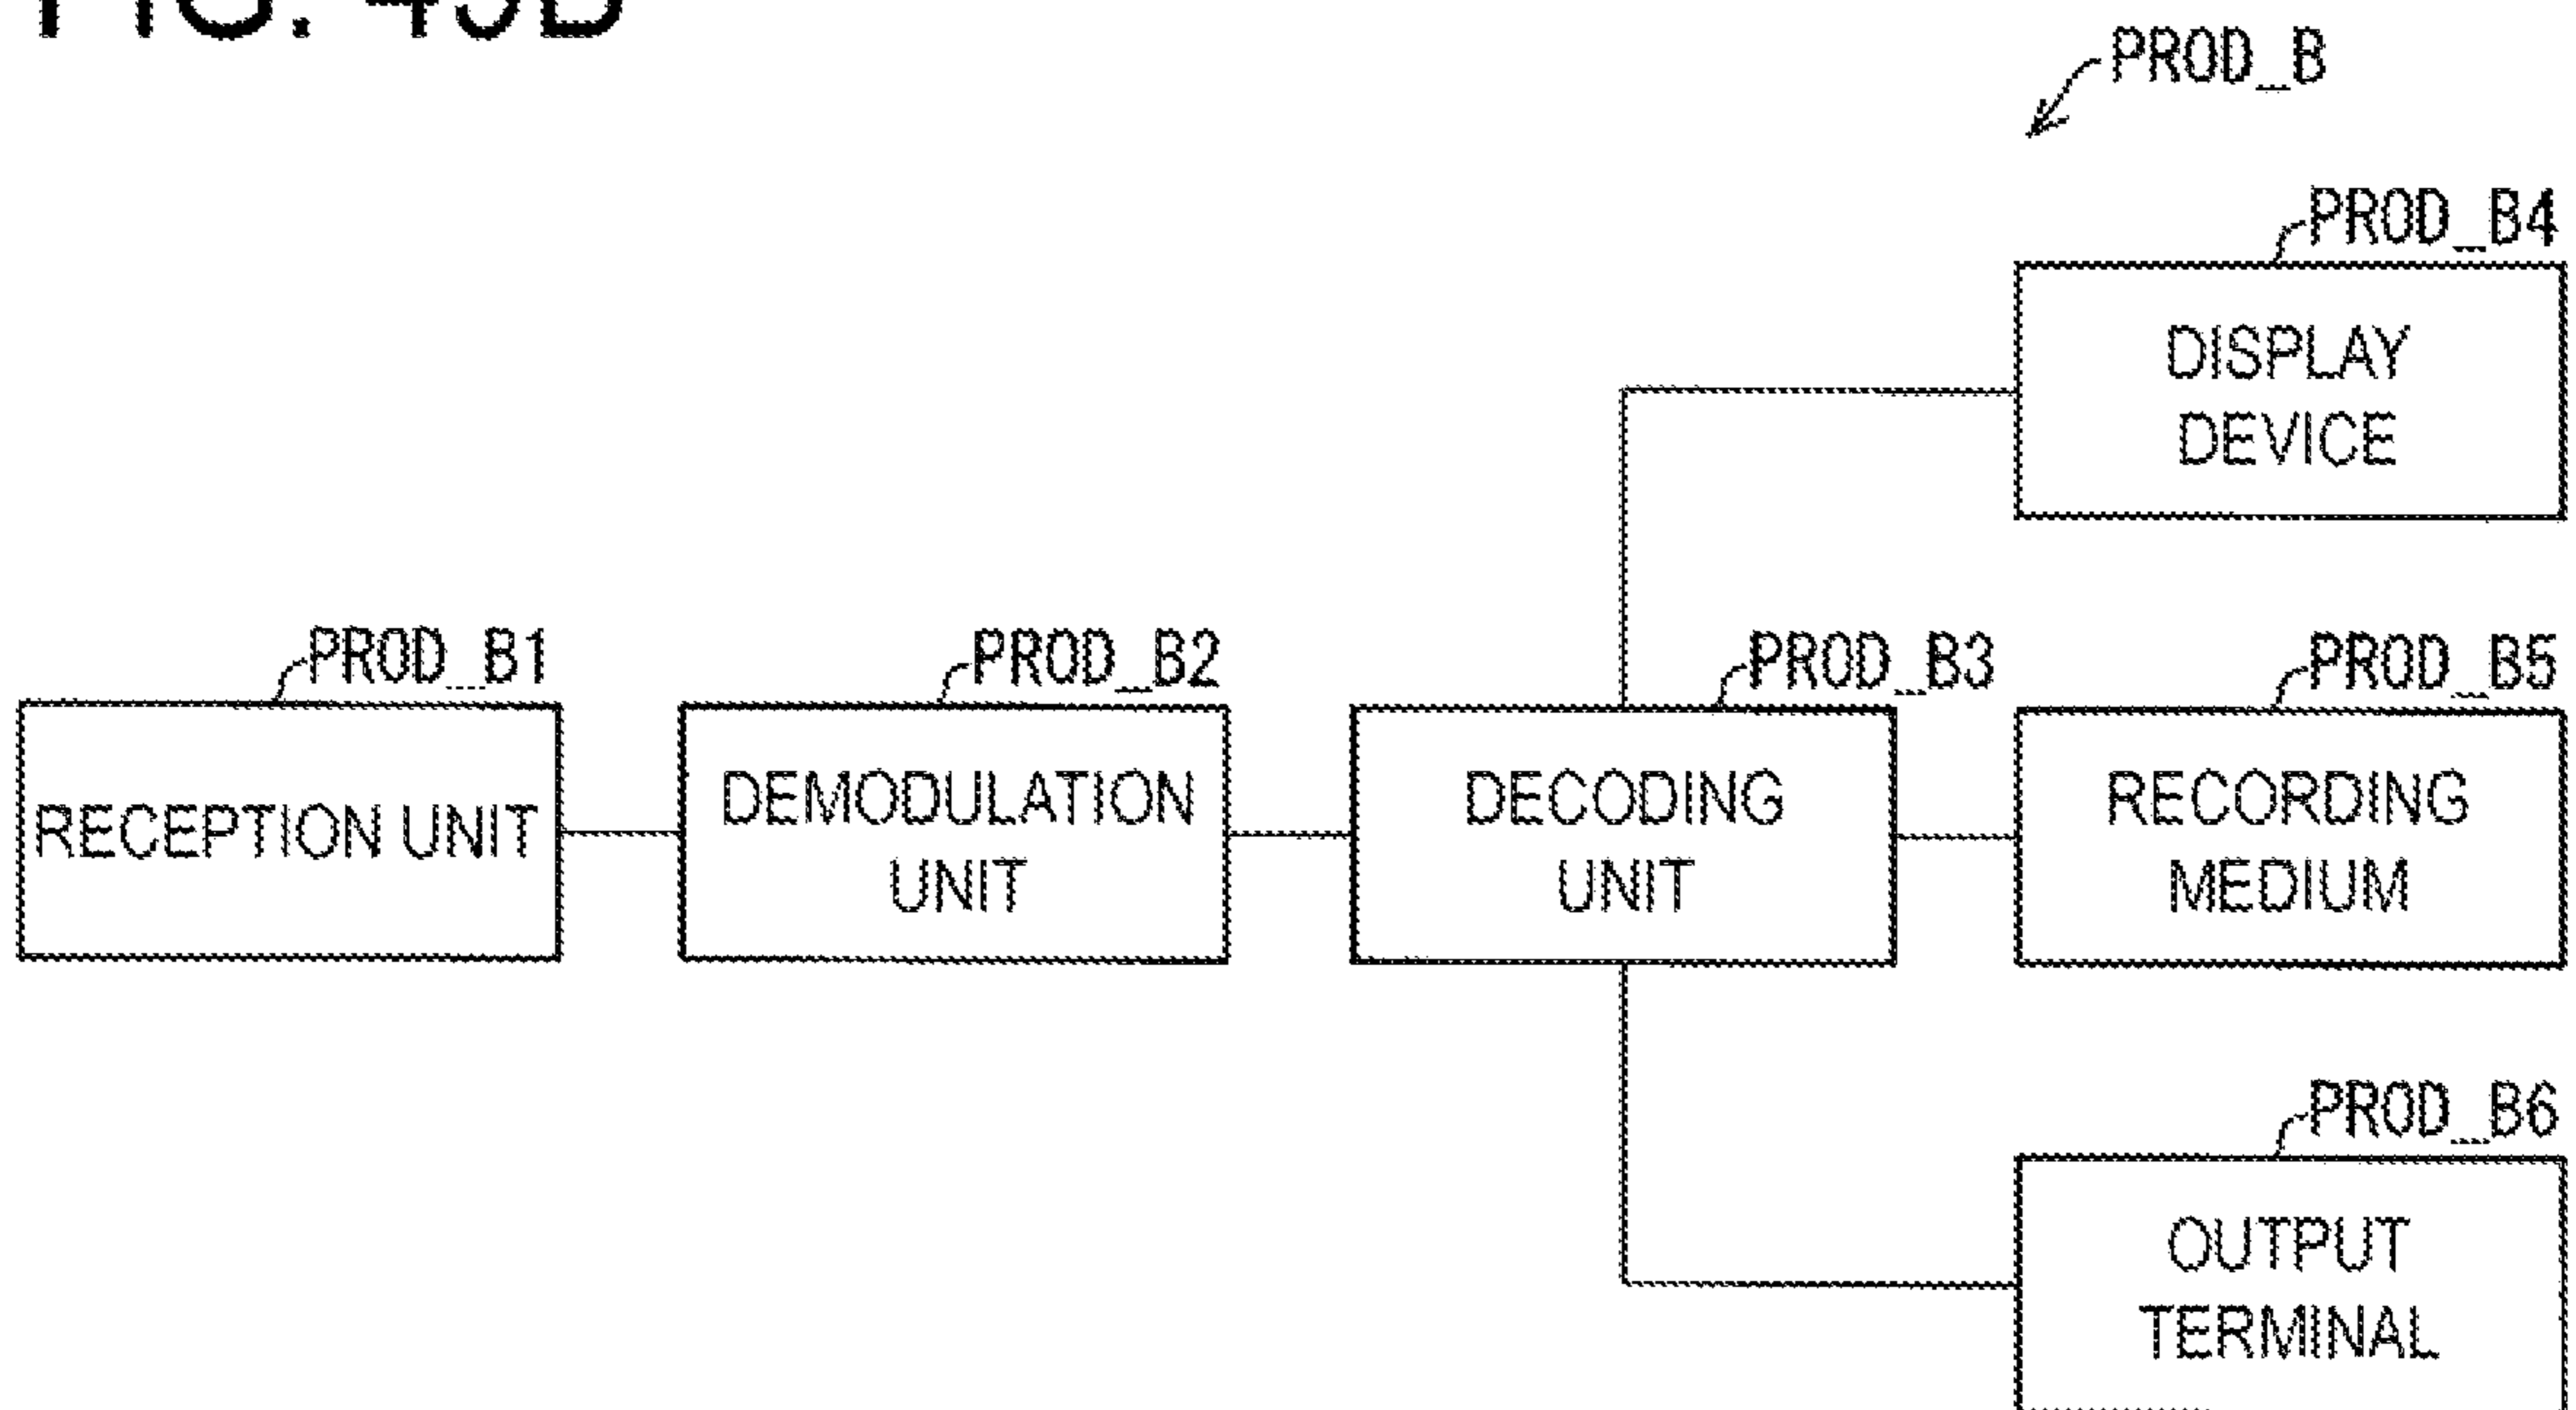 PROD_B
PROD_B4
DISPLAY
DEVICE
PROD_B1
RECEPTION UNIT
PROD_B2
DEMODULATION
UNIT
PROD_B3
DECODING
UNIT
PROD_B5
RECORDING
MEDIUM
PROD_B6
OUTPUT
TERMINAL